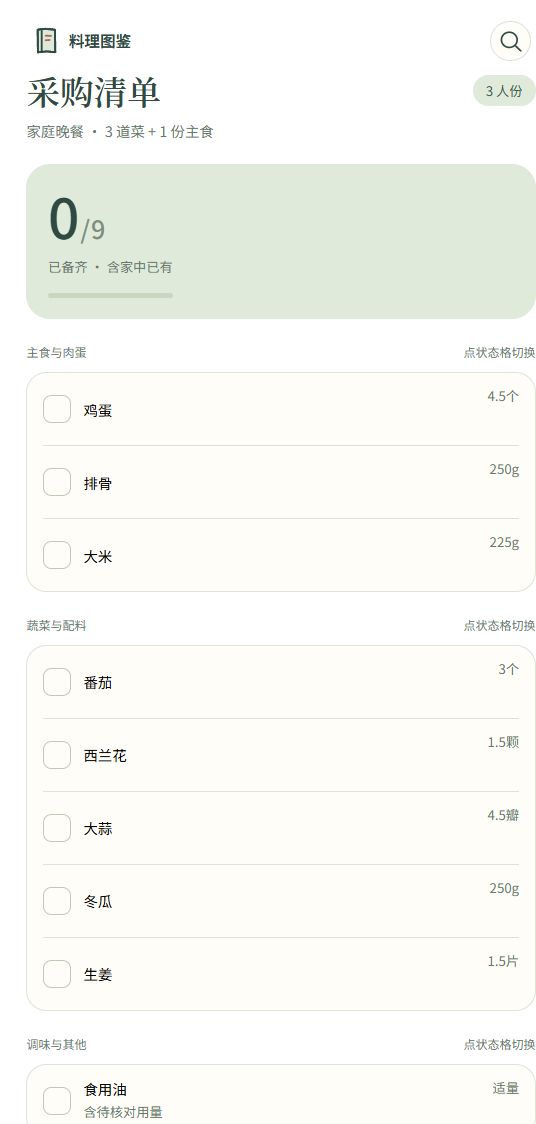 料理图鉴
采购清单
3 人份
家庭晚餐 · 3 道菜 + 1 份主食
0/9
已备齐 · 含家中已有
主食与肉蛋 点状态格切换
鸡蛋 4.5个
排骨 250g
大米 225g
蔬菜与配料 点状态格切换
番茄 3个
西兰花 1.5颗
大蒜 4.5瓣
冬瓜 250g
生姜 1.5片
调味与其他 点状态格切换
食用油 适量
含待核对用量